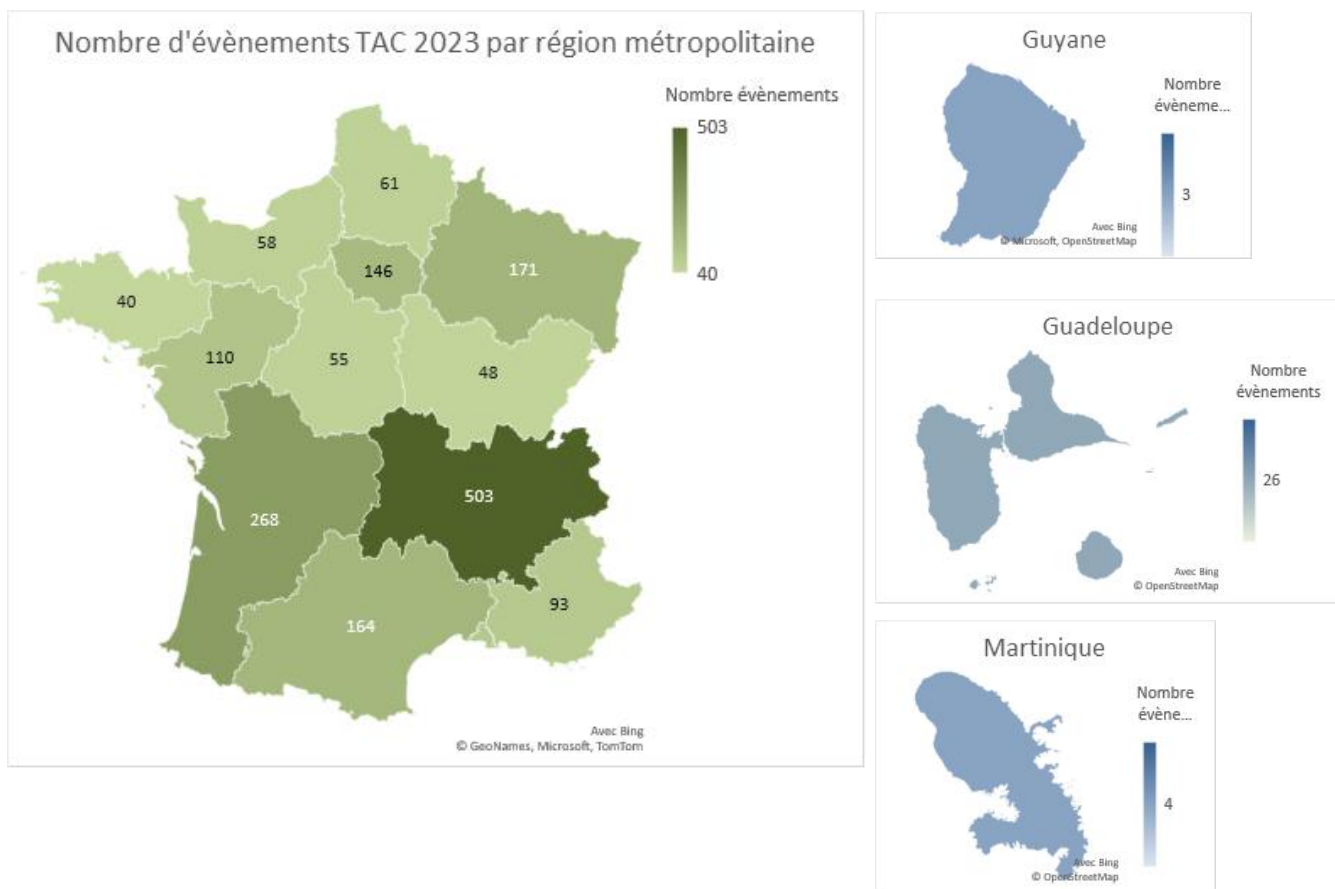 Nombre d'évènements TAC 2023 par région métropolitaine
Nombre évènements
503
40
61
58
146
171
40
110
55
48
503
268
93
164
Avec Bing
© GeoNames, Microsoft, TomTom
Guyane
Nombre
évèneme...
3
Avec Bing
© Microsoft, OpenStreetMap
Guadeloupe
Nombre
évènements
26
Avec Bing
© OpenStreetMap
Martinique
Nombre
évène...
4
Avec Bing
© OpenStreetMap